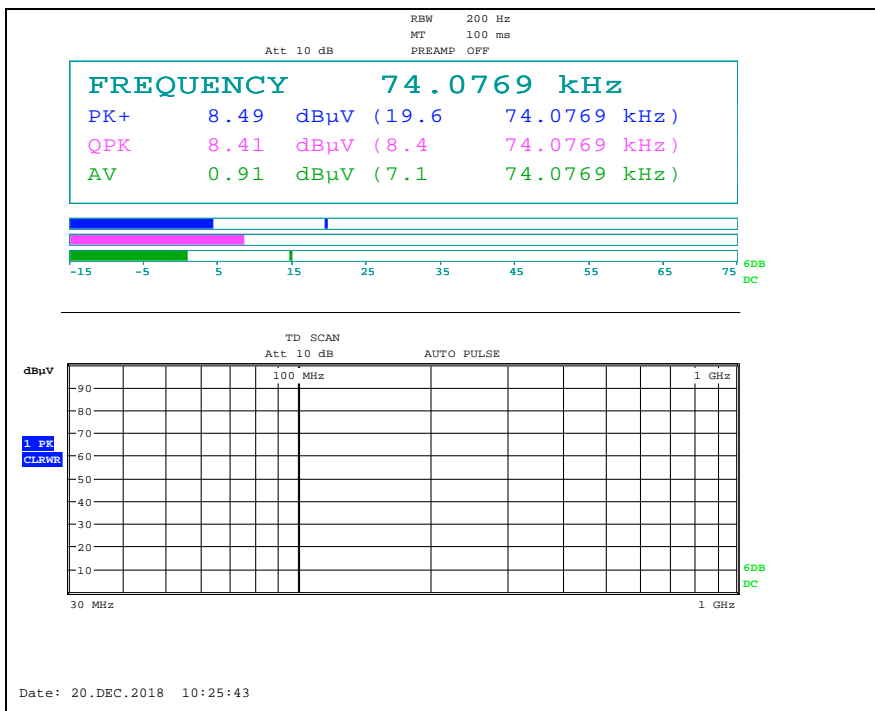 RBW 200 Hz
MT 100 ms
Att 10 dB PREAMP OFF
FREQUENCY 74.0769 kHz
PK+ 8.49 dBµV (19.6 74.0769 kHz)
QPK 8.41 dBµV (8.4 74.0769 kHz)
AV 0.91 dBµV (7.1 74.0769 kHz)
-15 -5 5 15 25 35 45 55 65 75
6DB
DC
TD SCAN
Att 10 dB AUTO PULSE
dBµV
100 MHz 1 GHz
90
80
70
1 PK
CLRWR
60
50
40
30
20
10
6DB
DC
30 MHz 1 GHz
Date: 20.DEC.2018 10:25:43